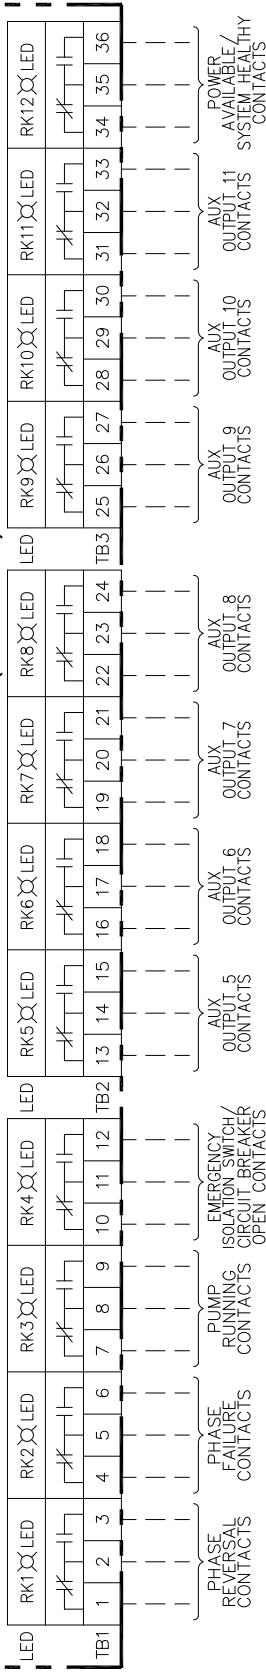 LED
RK1 LED
RK2 LED
RK3 LED
RK4 LED
LED
RK5 LED
RK6 LED
RK7 LED
RK8 LED
LED
RK9 LED
RK10 LED
RK11 LED
RK12 LED
TB1 1 2 3 4 5 6 7 8 9 10 11 12 TB2 13 14 15 16 17 18 19 20 21 22 23 24 TB3 25 26 27 28 29 30 31 32 33 34 35 36
PHASE
REVERSAL
CONTACTS
PHASE
FAILURE
CONTACTS
PUMP
RUNNING
CONTACTS
EMERGENCY
ISOLATION SWITCH/
CIRCUIT BREAKER
OPEN CONTACTS
AUX
OUTPUT 5
CONTACTS
AUX
OUTPUT 6
CONTACTS
AUX
OUTPUT 7
CONTACTS
AUX
OUTPUT 8
CONTACTS
AUX
OUTPUT 9
CONTACTS
AUX
OUTPUT 10
CONTACTS
AUX
OUTPUT 11
CONTACTS
POWER
AVAILABLE/
SYSTEM HEALTHY
CONTACTS